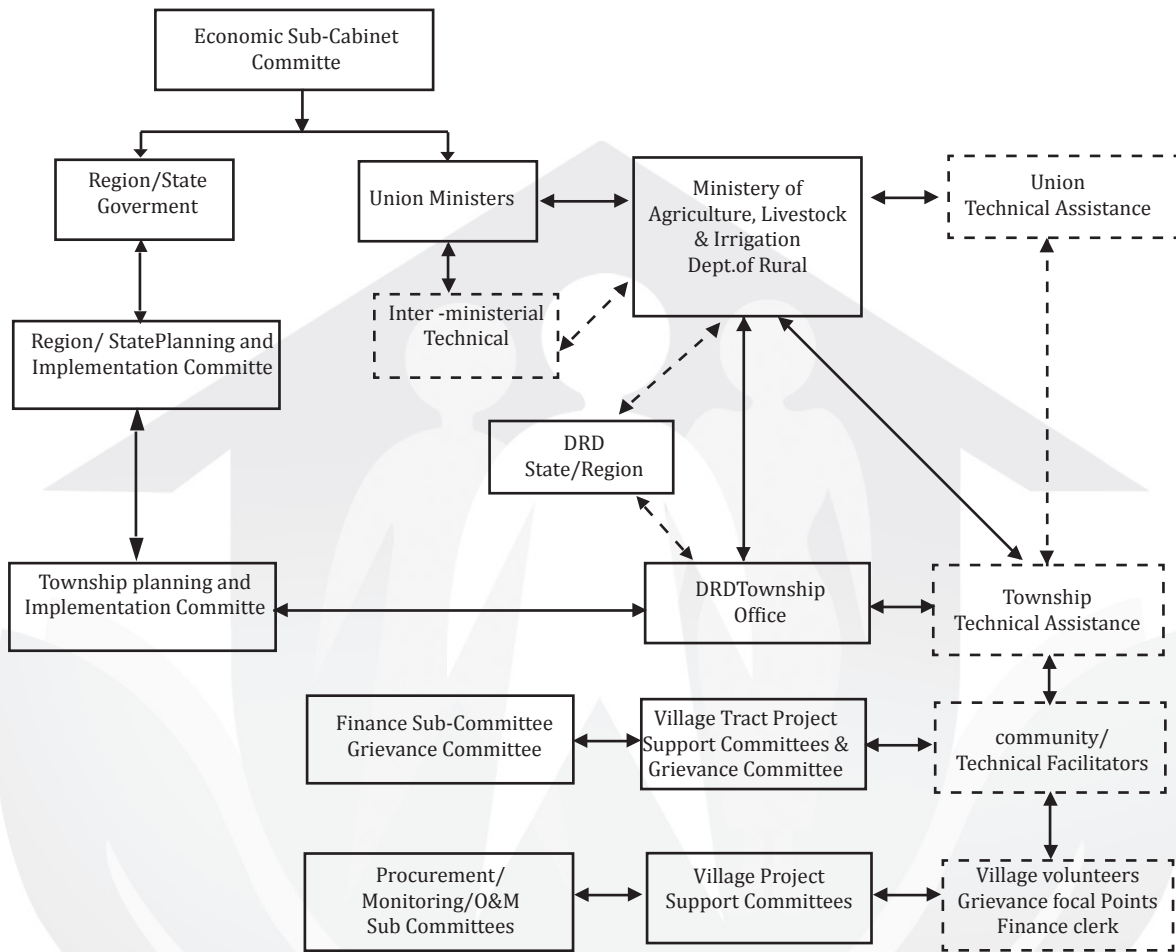 Economic Sub-Cabinet
Committe
Region/State
Goverment
Union Ministers
Ministery of
Agriculture, Livestock
& Irrigation
Dept.of Rural
Union
Technical Assistance
Inter -ministerial
Technical
Region/ StatePlanning and
Implementation Committe
DRD
State/Region
Township planning and
Implementation Committe
DRDTownship
Office
Township
Technical Assistance
Finance Sub-Committee
Grievance Committee
Village Tract Project
Support Committees &
Grievance Committee
community/
Technical Facilitators
Procurement/
Monitoring/O&M
Sub Committees
Village Project
Support Committees
Village volunteers
Grievance focal Points
Finance clerk